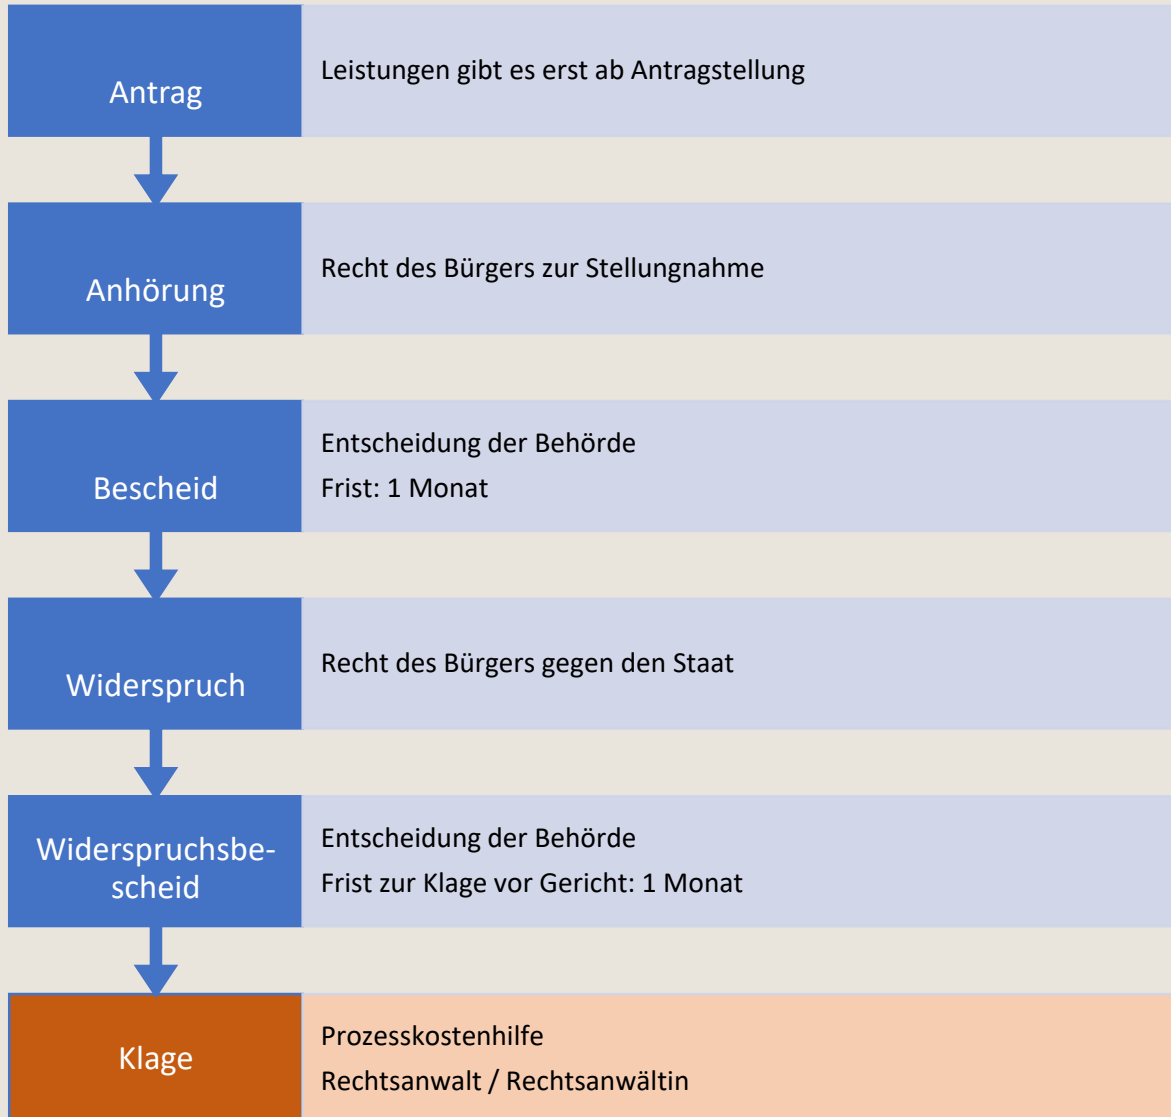 Antrag
Leistungen gibt es erst ab Antragstellung
Anhörung
Recht des Bürgers zur Stellungnahme
Bescheid
Entscheidung der Behörde
Frist: 1 Monat
Widerspruch
Recht des Bürgers gegen den Staat
Widerspruchsbe-
scheid
Entscheidung der Behörde
Frist zur Klage vor Gericht: 1 Monat
Klage
Prozesskostenhilfe
Rechtsanwalt / Rechtsanwältin